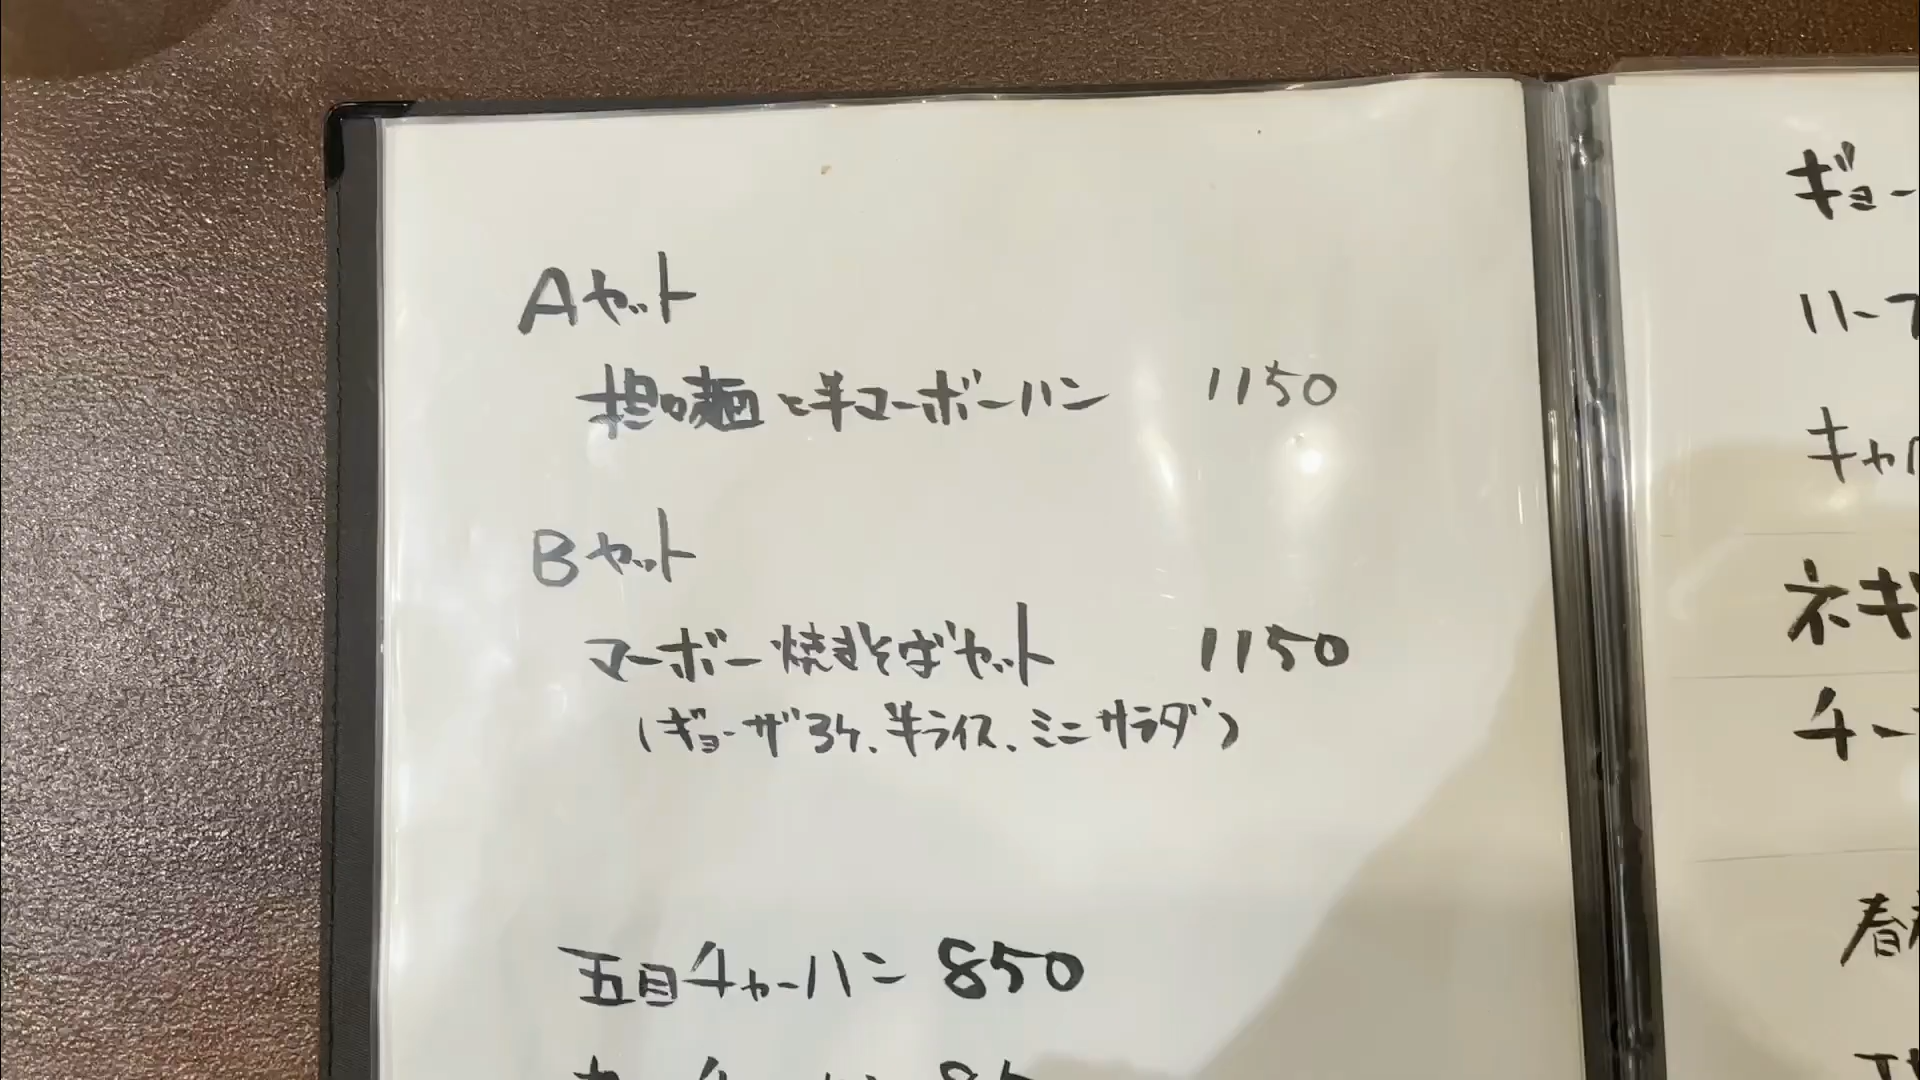 Aセット
担々麺と半マーボーハン 1150
Bセット
マーボー焼きそばセット 1150
(ギョーザ3ケ、半ライス、ミニサラダ)
五目チャーハン 850
ギョー
ハー
キャ
ネギ
チー
春